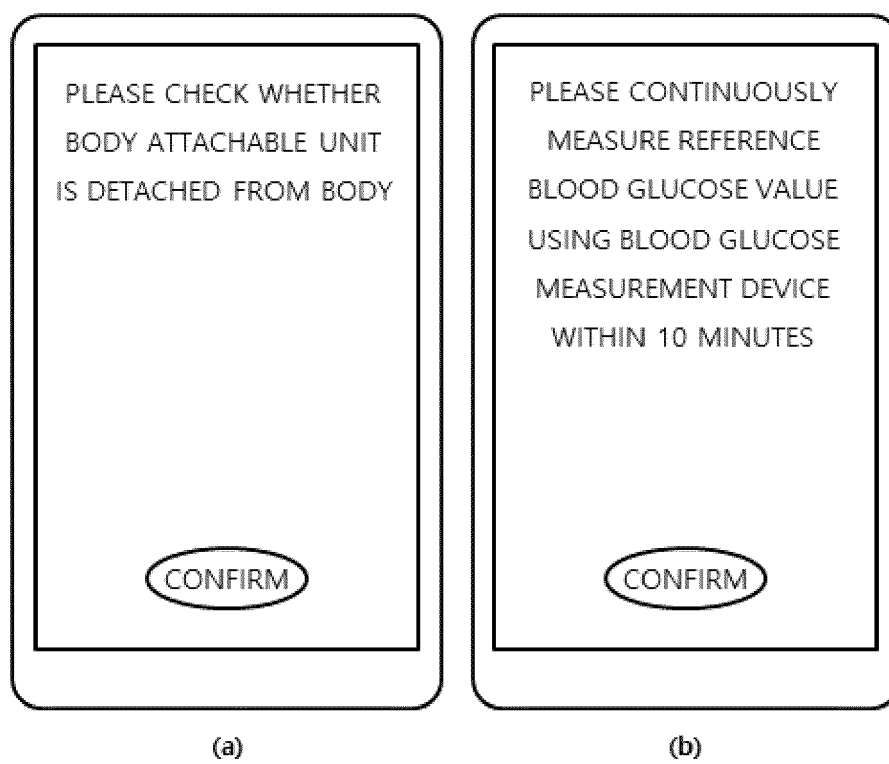 PLEASE CHECK WHETHER
BODY ATTACHABLE UNIT
IS DETACHED FROM BODY
CONFIRM
(a)
PLEASE CONTINUOUSLY
MEASURE REFERENCE
BLOOD GLUCOSE VALUE
USING BLOOD GLUCOSE
MEASUREMENT DEVICE
WITHIN 10 MINUTES
CONFIRM
(b)